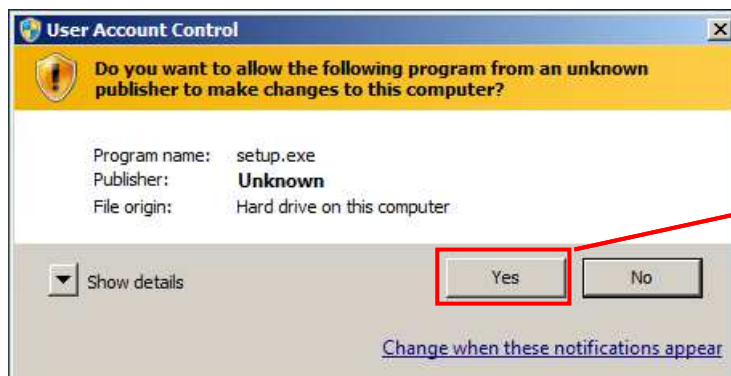 User Account Control
Do you want to allow the following program from an unknown
publisher to make changes to this computer?
Program name: setup.exe
Publisher: Unknown
File origin: Hard drive on this computer
Show details
Yes
No
Change when these notifications appear